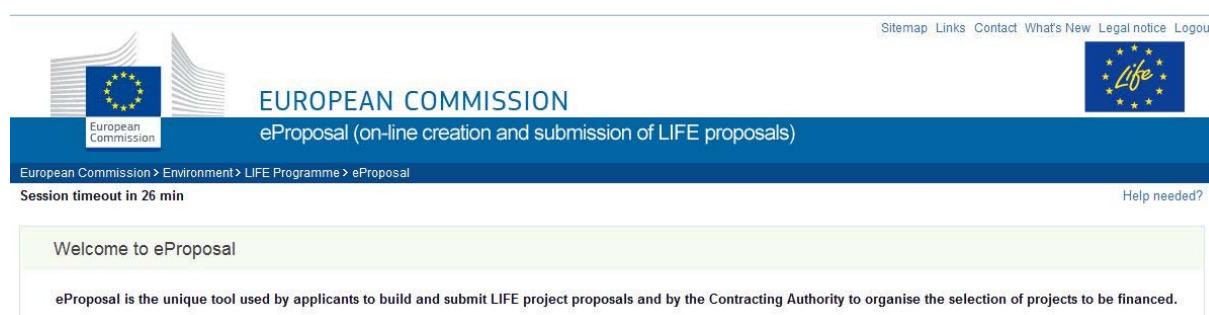 Sitemap Links Contact What's New Legal notice Logou
Life
EUROPEAN COMMISSION
European
Commission
eProposal (on-line creation and submission of LIFE proposals)
European Commission > Environment > LIFE Programme > eProposal
Session timeout in 26 min
Help needed?
Welcome to eProposal
eProposal is the unique tool used by applicants to build and submit LIFE project proposals and by the Contracting Authority to organise the selection of projects to be financed.